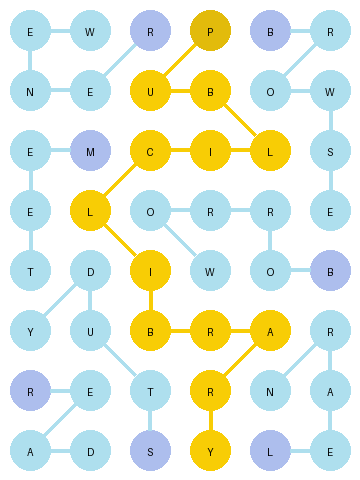 E W R P B R
N E U B O W
E M C I L S
E L O R R E
T D I W O B
Y U B R A R
R E T R N A
A D S Y L E